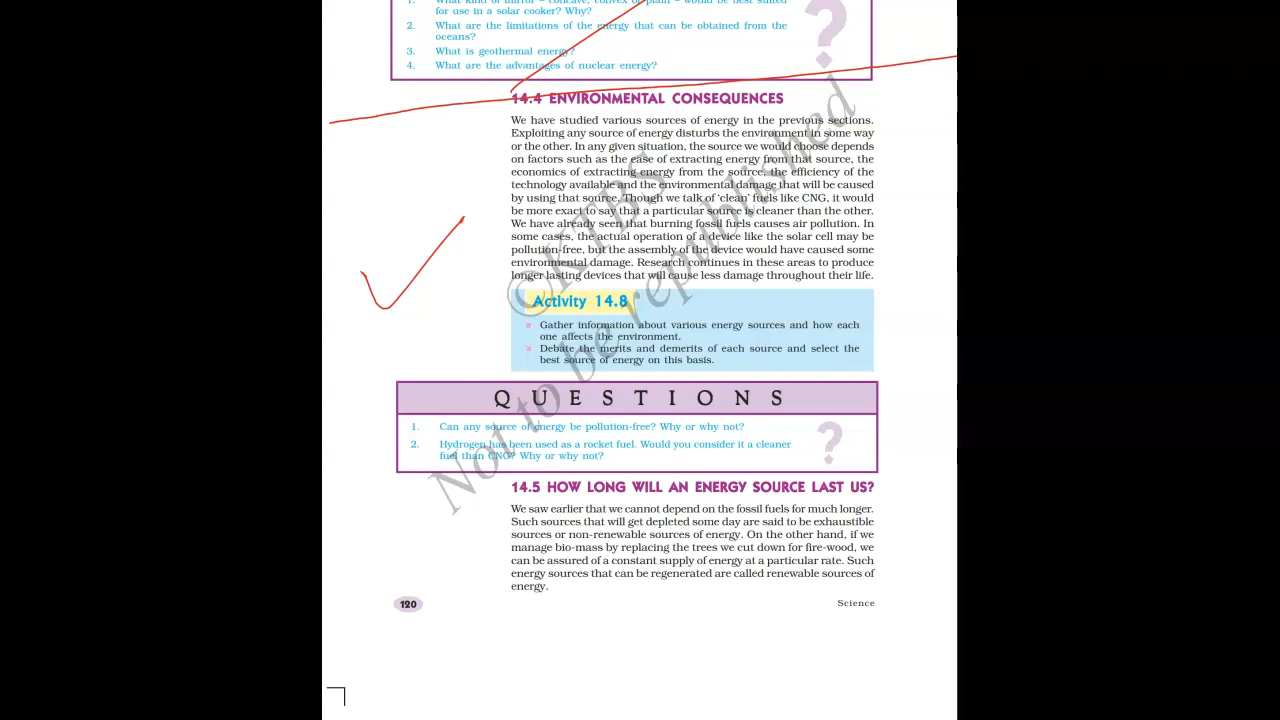 1. What kind of mirror – concave, convex or plain – would be best suited
for use in a solar cooker? Why?
2. What are the limitations of the energy that can be obtained from the
oceans?
3. What is geothermal energy?
4. What are the advantages of nuclear energy?
14.4 ENVIRONMENTAL CONSEQUENCES
We have studied various sources of energy in the previous sections.
Exploiting any source of energy disturbs the environment in some way
or the other. In any given situation, the source we would choose depends
on factors such as the ease of extracting energy from that source, the
economics of extracting energy from the source, the efficiency of the
technology available and the environmental damage that will be caused
by using that source. Though we talk of ‘clean’ fuels like CNG, it would
be more exact to say that a particular source is cleaner than the other.
We have already seen that burning fossil fuels causes air pollution. In
some cases, the actual operation of a device like the solar cell may be
pollution-free, but the assembly of the device would have caused some
environmental damage. Research continues in these areas to produce
longer lasting devices that will cause less damage throughout their life.
Activity 14.8
Gather information about various energy sources and how each
one affects the environment.
Debate the merits and demerits of each source and select the
best source of energy on this basis.
QUESTIONS
1. Can any source of energy be pollution-free? Why or why not?
2. Hydrogen has been used as a rocket fuel. Would you consider it a cleaner
fuel than CNG? Why or why not?
?
?
14.5 HOW LONG WILL AN ENERGY SOURCE LAST US?
We saw earlier that we cannot depend on the fossil fuels for much longer.
Such sources that will get depleted some day are said to be exhaustible
sources or non-renewable sources of energy. On the other hand, if we
manage bio-mass by replacing the trees we cut down for fire-wood, we
can be assured of a constant supply of energy at a particular rate. Such
energy sources that can be regenerated are called renewable sources of
energy.
120
Science
©KTBS
Not to be republished